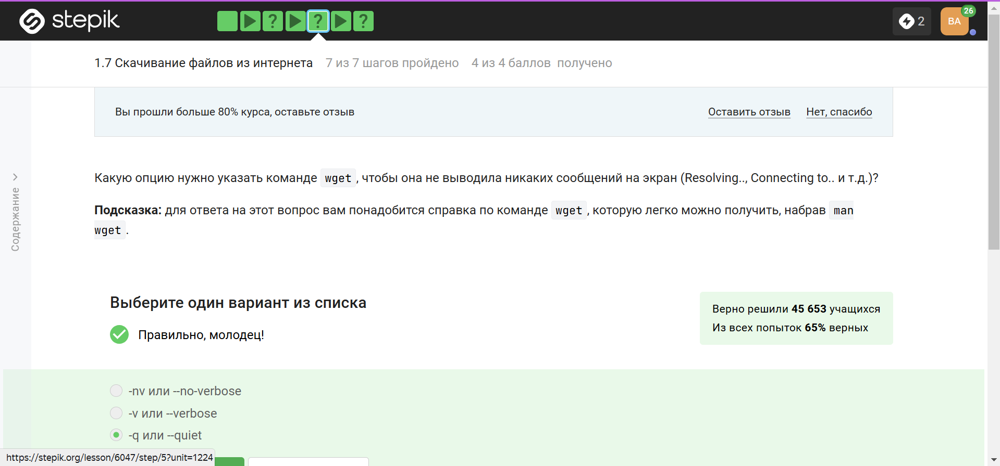 stepik
? ? ?
2
BA
26
1.7 Скачивание файлов из интернета 7 из 7 шагов пройдено 4 из 4 баллов получено
Вы прошли больше 80% курса, оставьте отзыв Оставить отзыв Нет, спасибо
Содержание
Какую опцию нужно указать команде wget, чтобы она не выводила никаких сообщений на экран (Resolving.., Connecting to.. и т.д.)?
Подсказка: для ответа на этот вопрос вам понадобится справка по команде wget, которую легко можно получить, набрав man
wget.
Выберите один вариант из списка
Правильно, молодец!
Верно решили 45 653 учащихся
Из всех попыток 65% верных
-nv или --no-verbose
-v или --verbose
-q или --quiet
https://stepik.org/lesson/6047/step/5?unit=1224